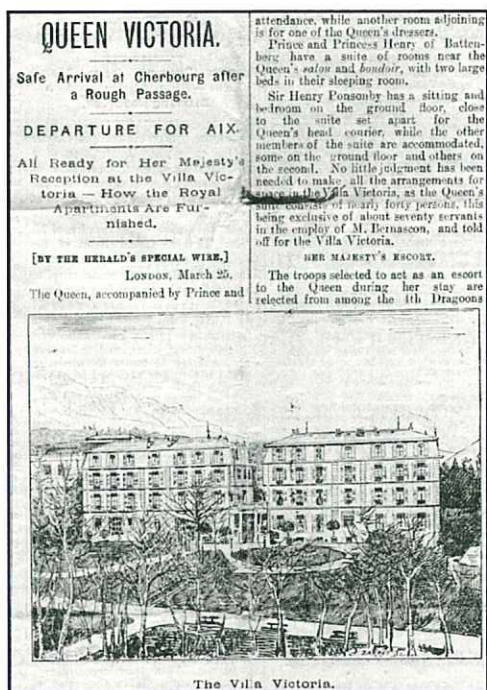 QUEEN VICTORIA.
Safe Arrival at Cherbourg after
a Rough Passage.
DEPARTURE FOR AIX.
All Ready for Her Majesty's
Reception at the Villa Vic-
toria — How the Royal
Apartments Are Fur-
nished.
[BY THE HERALD'S SPECIAL WIRE.]
LONDON, March 25.
The Queen, accompanied by Prince and
attendance, while another room adjoining
is for one of the Queen's dressers.
Prince and Princess Henry of Batten-
berg have a suite of rooms near the
Queen's salon and boudoir, with two large
beds in their sleeping room.
Sir Henry Ponsonby has a sitting and
bedroom on the ground floor, close
to the suite set apart for the
Queen's head courier, while the other
members of the suite are accommodated,
some on the ground floor and others on
the second. No little judgment has been
needed to make all the arrangements for
in the Villa Victoria, as the Queen's
suite consists of nearly forty persons, this
being exclusive of about seventy servants
in the employ of M. Bernascon, and told
off for the Villa Victoria.
HER MAJESTY'S ESCORT.
The troops selected to act as an escort
to the Queen during her stay are
selected from among the 4th Dragoons
The Villa Victoria.